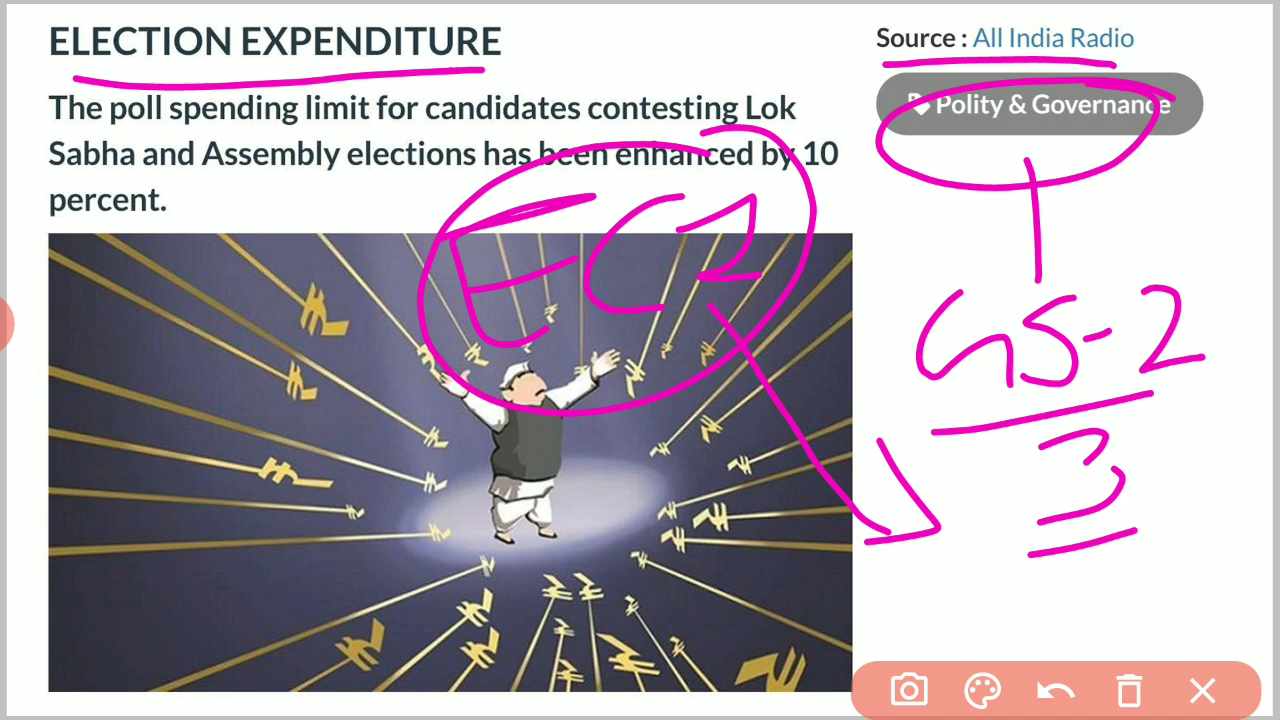 ELECTION EXPENDITURE
The poll spending limit for candidates contesting Lok
Sabha and Assembly elections has been enhanced by 10
percent.
Source : All India Radio
Polity & Governance
GS-2
3